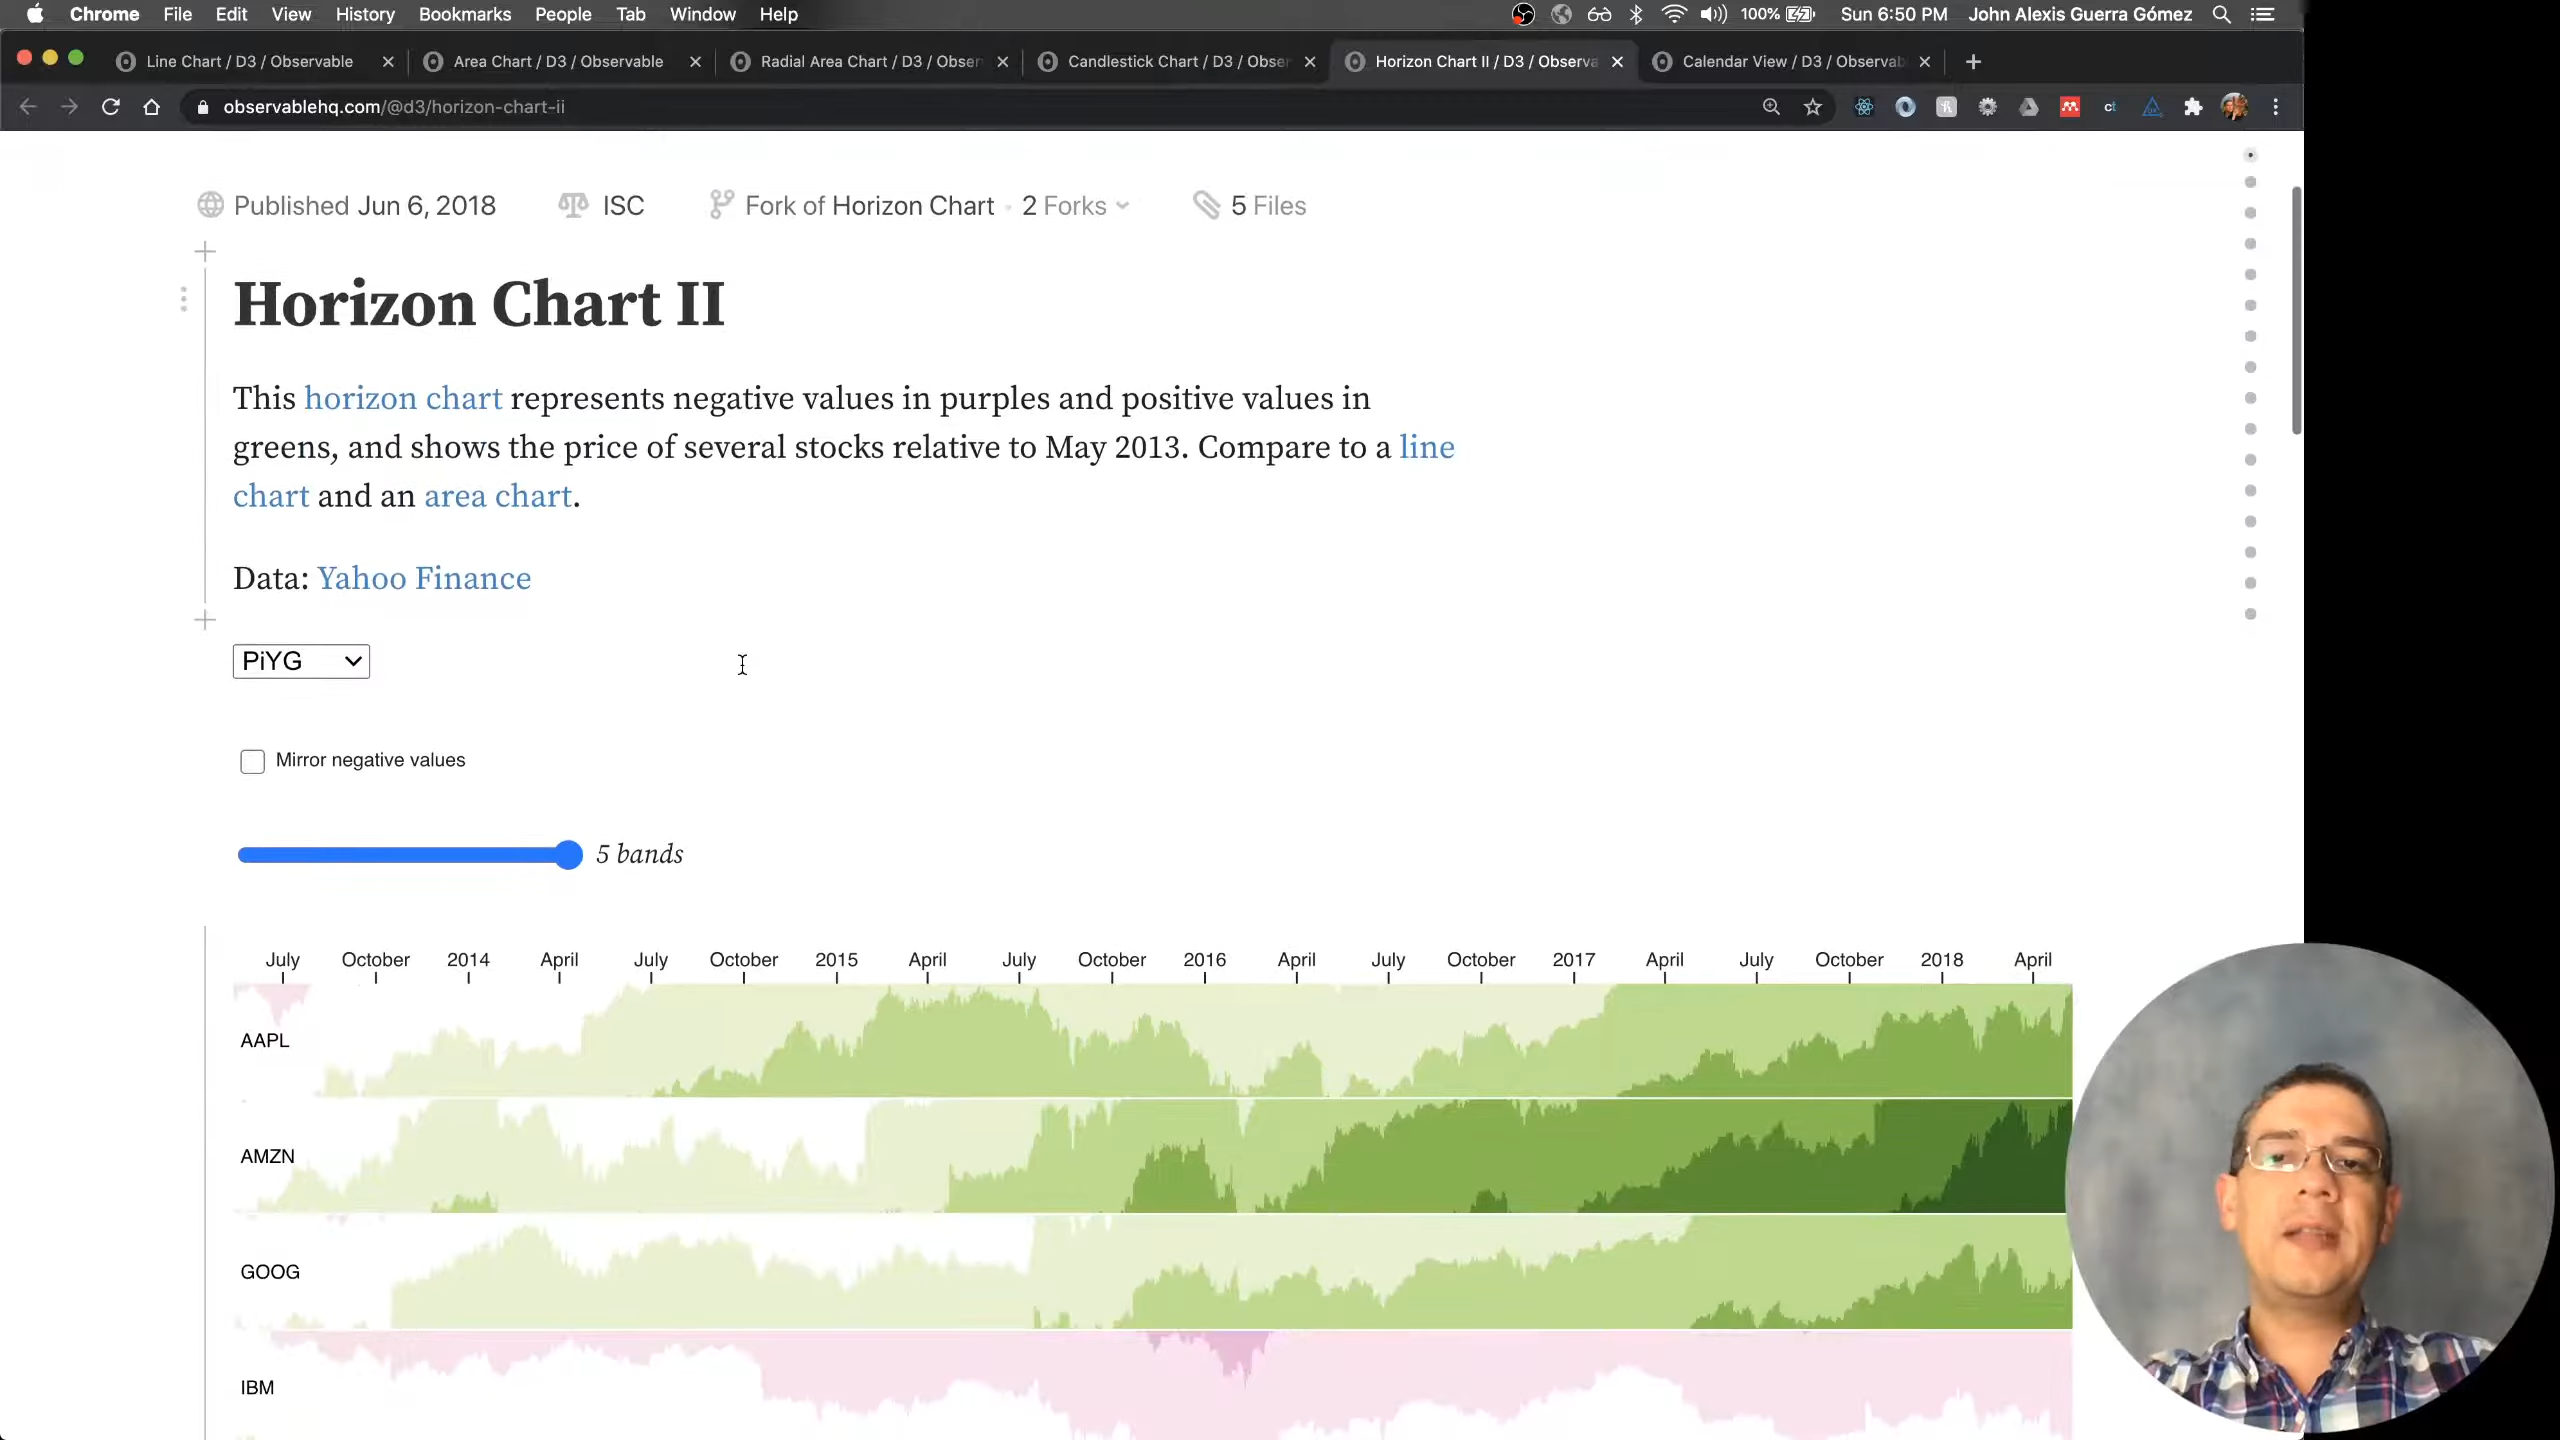 Chrome File Edit View History Bookmarks People Tab Window Help 100% Sun 6:50 PM John Alexis Guerra Gómez
Line Chart / D3 / Observable Area Chart / D3 / Observable Radial Area Chart / D3 / Obser Candlestick Chart / D3 / Obser Horizon Chart II / D3 / Observa Calendar View / D3 / Observab
observablehq.com/@d3/horizon-chart-ii ct
Published Jun 6, 2018 ISC Fork of Horizon Chart 2 Forks 5 Files
Horizon Chart II
This horizon chart represents negative values in purples and positive values in
greens, and shows the price of several stocks relative to May 2013. Compare to a line
chart and an area chart.
Data: Yahoo Finance
PiYG
Mirror negative values
5 bands
July October 2014 April July October 2015 April July October 2016 April July October 2017 April July October 2018 April
AAPL
AMZN
GOOG
IBM